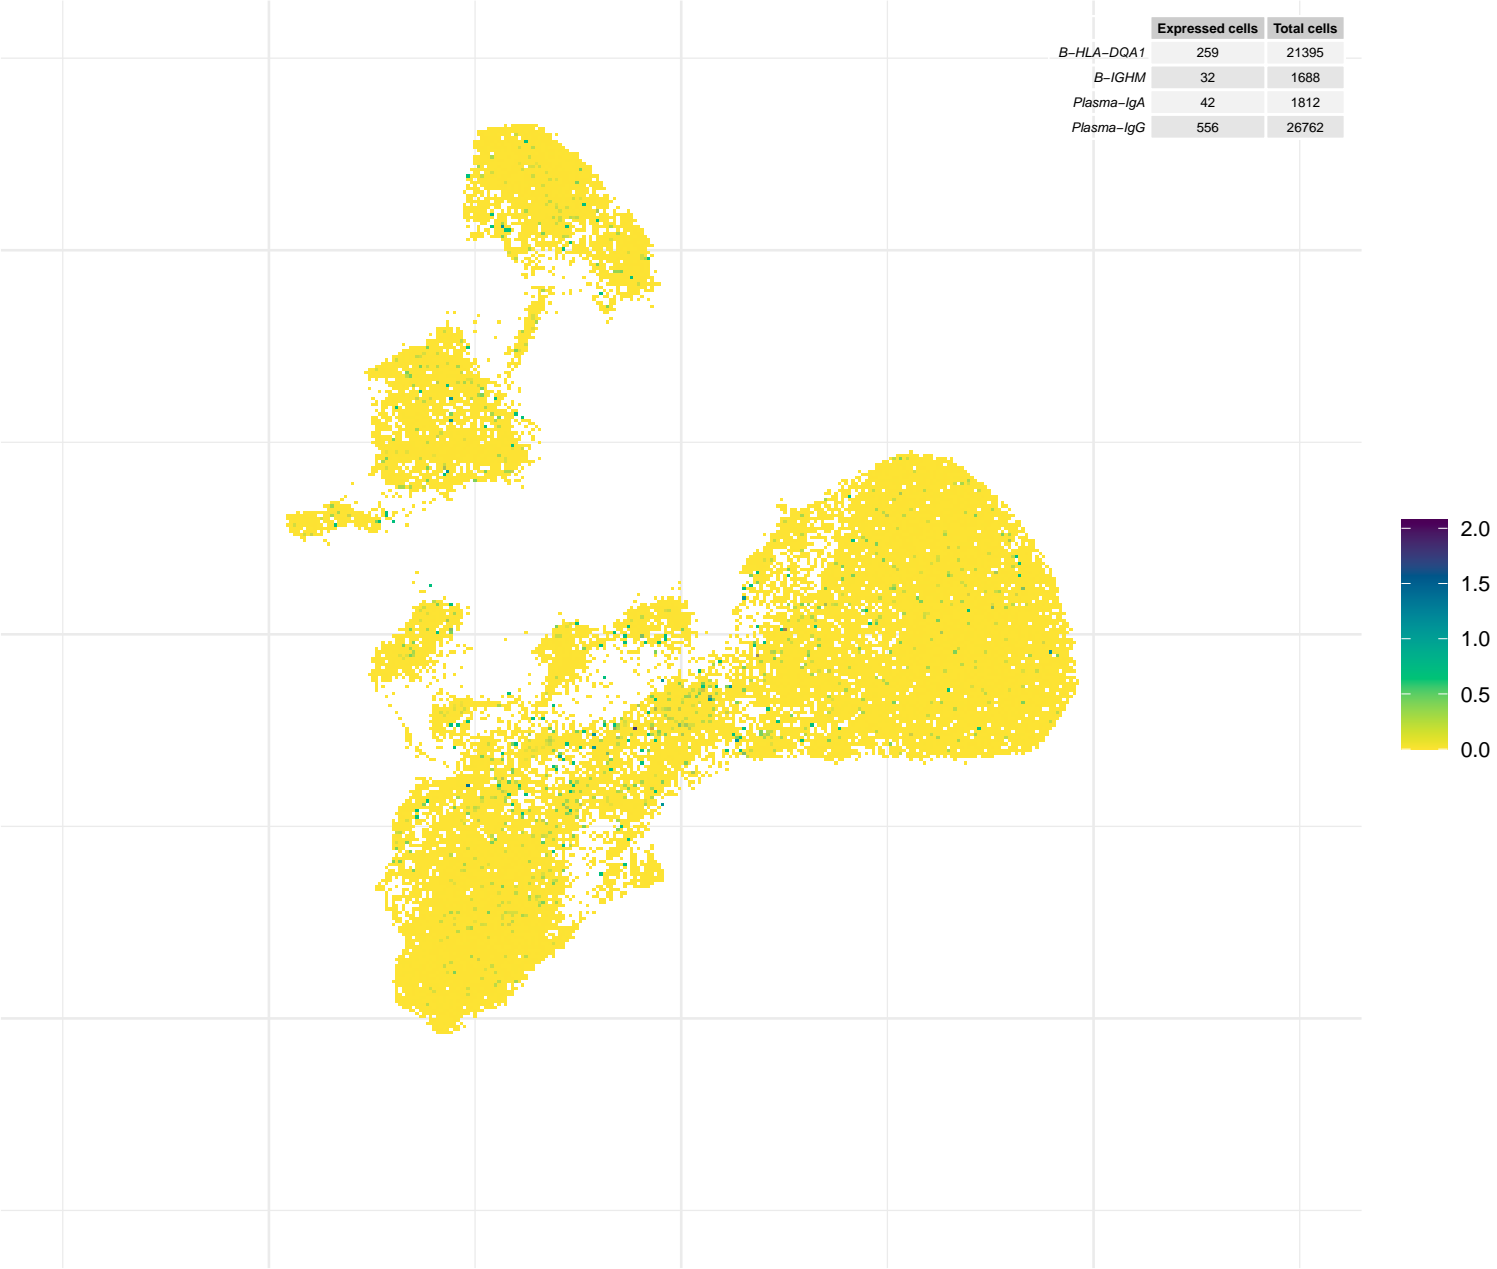 Expressed cells Total cells
B−HLA−DQA1 259 21395
B−IGHM 32 1688
Plasma−IgA 42 1812
Plasma−IgG 556 26762
2.0
1.5
1.0
0.5
0.0